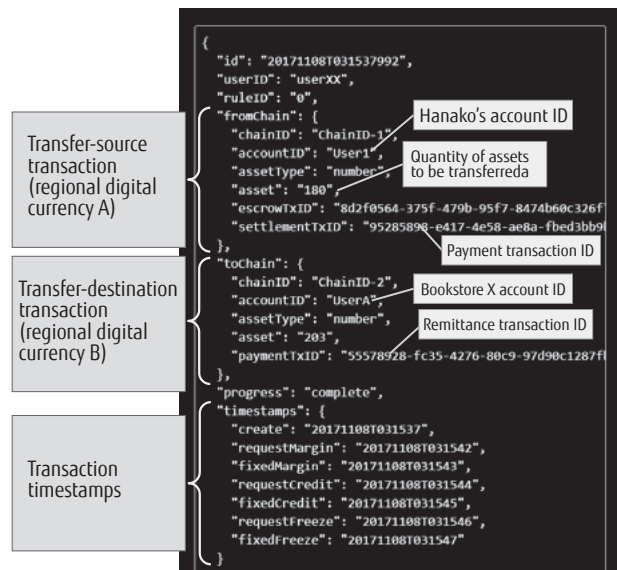 {
"id": "20171108T031537992",
"userID": "userXX",
"ruleID": "0",
Transfer-source
transaction
(regional digital
currency A)
"fromChain": {
"chainID": "ChainID-1",
"accountID": "User1",
"assetType": "number",
"asset": "180",
"escrowTxID": "8d2f0564-375f-479b-95f7-8474b60c326f
"settlementTxID": "95285898-e417-4e58-ae8a-fbed3bb9
},
Hanako's account ID
Quantity of assets
to be transferreda
Payment transaction ID
Transfer-destination
transaction
(regional digital
currency B)
"toChain": {
"chainID": "ChainID-2",
"accountID": "UserA",
"assetType": "number",
"asset": "203",
"paymentTxID": "55578928-fc35-4276-80c9-97d90c1287f
},
Bookstore X account ID
Remittance transaction ID
"progress": "complete",
Transaction
timestamps
"timestamps": {
"create": "20171108T031537",
"requestMargin": "20171108T031542",
"fixedMargin": "20171108T031543",
"requestCredit": "20171108T031544",
"fixedCredit": "20171108T031545",
"requestFreeze": "20171108T031546",
"fixedFreeze": "20171108T031547"
}